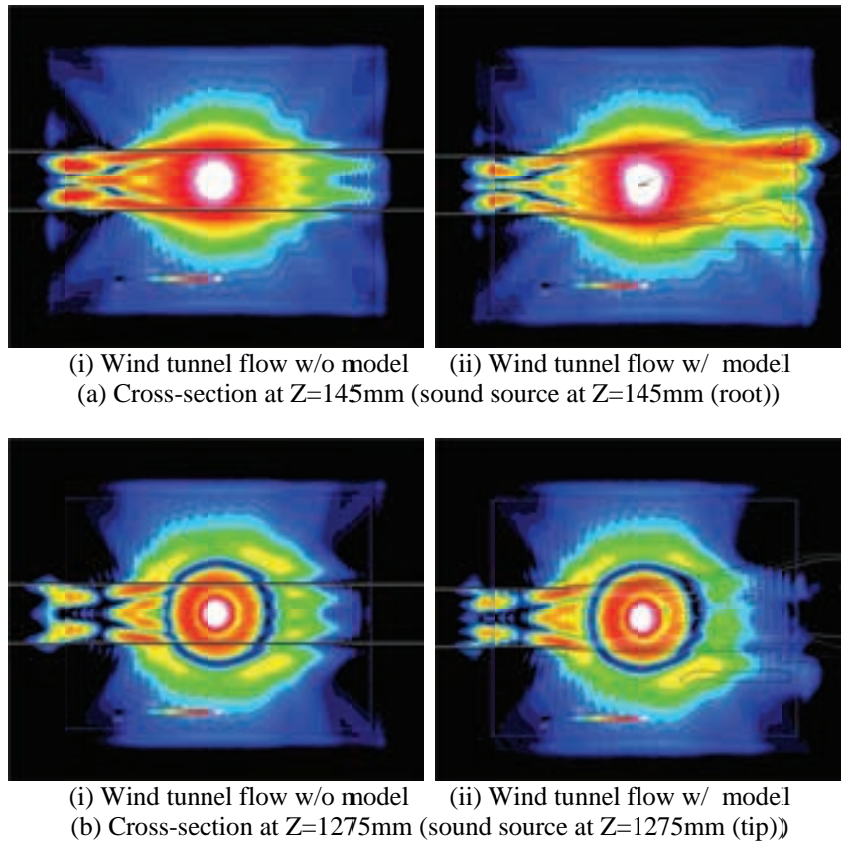 (i) Wind tunnel flow w/o model (ii) Wind tunnel flow w/ model
(a) Cross-section at Z=145mm (sound source at Z=145mm (root))
(i) Wind tunnel flow w/o model (ii) Wind tunnel flow w/ model
(b) Cross-section at Z=1275mm (sound source at Z=1275mm (tip))